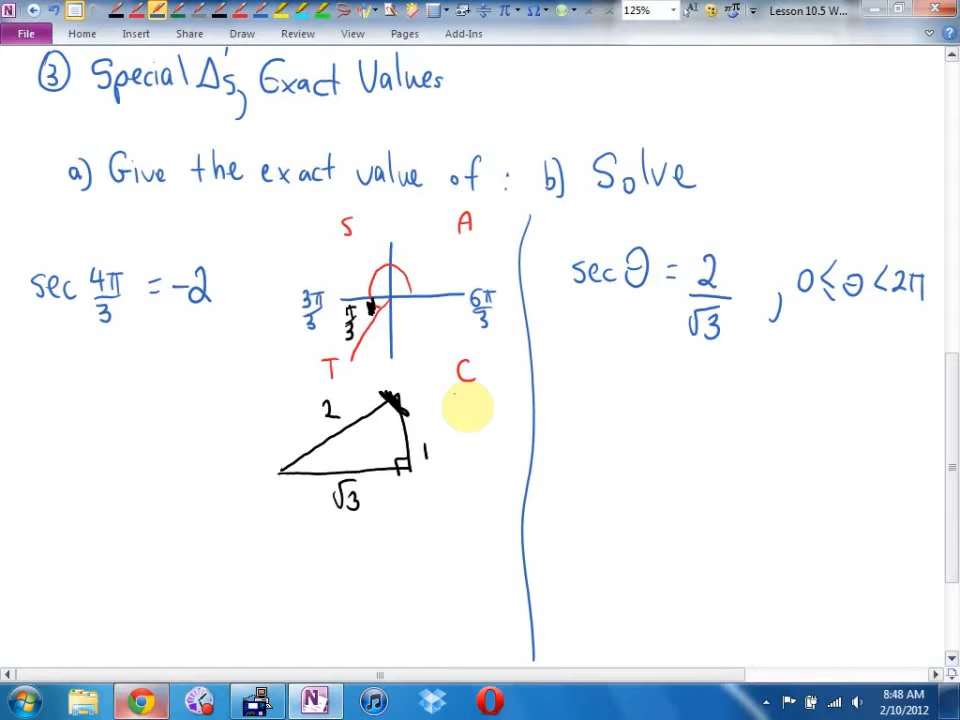 125%
Lesson 10.5 W...
File Home Insert Share Draw Review View Pages Add-Ins
③ Special Δ's, Exact Values
a) Give the exact value of :
sec 4π/3 = -2
S A
3π/3 π/3 6π/3
T C
2
1
√3
b) Solve
sec θ = 2/√3 , 0 ≤ θ < 2π
8:48 AM
2/10/2012